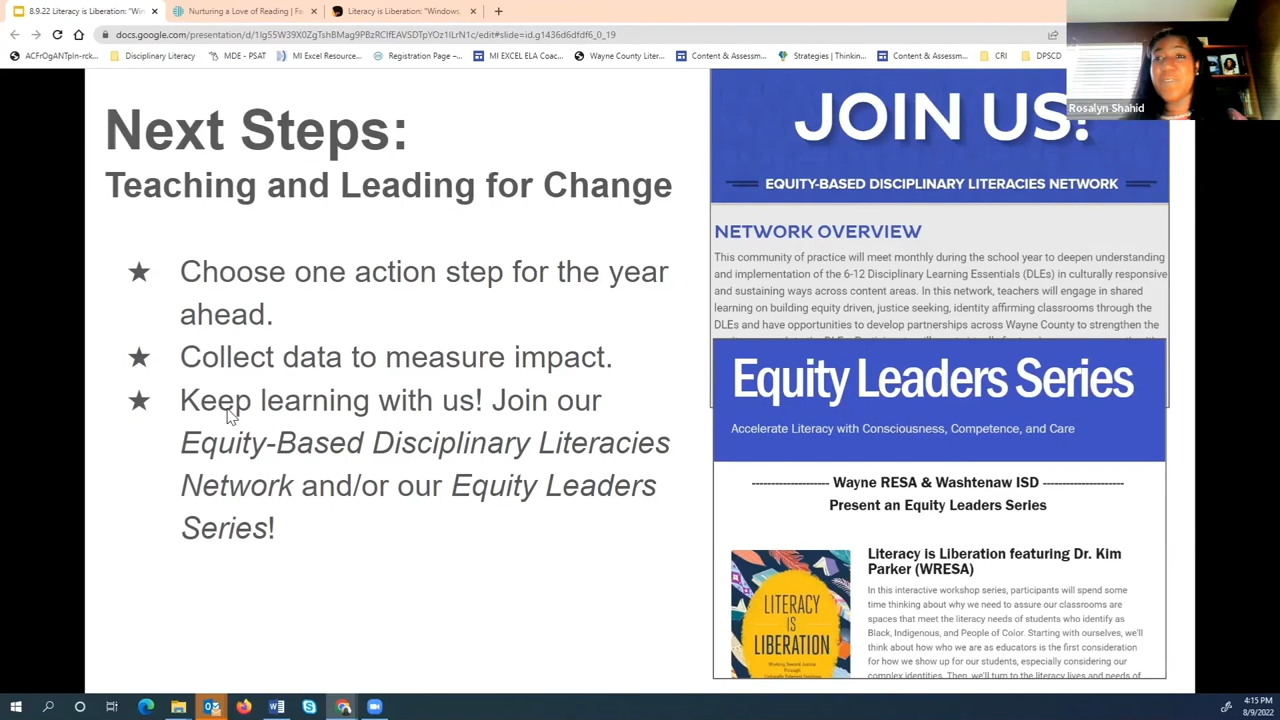 8.9.22 Literacy is Liberation: "Win
Nurturing a Love of Reading | Fac
Literacy is Liberation: "Windows
docs.google.com/presentation/d/1Ig55W39X0ZgTshBMag9PBzRClfEAVSDTpYOz1ILrN1c/edit#slide=id.g1436d6dfdf6_0_19
ACFrOgANTpIn-rck...
Disciplinary Literacy
MDE - PSAT
MI Excel Resource...
Registration Page -...
MI EXCEL ELA Coac...
Wayne County Liter...
Content & Assessm...
Strategies | Thinkin...
Content & Assessm...
CRI
DPSCD
Rosalyn Shahid
Next Steps:
Teaching and Leading for Change
★ Choose one action step for the year
ahead.
★ Collect data to measure impact.
★ Keep learning with us! Join our
Equity-Based Disciplinary Literacies
Network and/or our Equity Leaders
Series!
JOIN US!
EQUITY-BASED DISCIPLINARY LITERACIES NETWORK
NETWORK OVERVIEW
This community of practice will meet monthly during the school year to deepen understanding
and implementation of the 6-12 Disciplinary Learning Essentials (DLEs) in culturally responsive
and sustaining ways across content areas. In this network, teachers will engage in shared
learning on building equity driven, justice seeking, identity affirming classrooms through the
DLEs and have opportunities to develop partnerships across Wayne County to strengthen the
Equity Leaders Series
Accelerate Literacy with Consciousness, Competence, and Care
-------------------- Wayne RESA & Washtenaw ISD ---------------------
Present an Equity Leaders Series
LITERACY
IS
LIBERATION
Working Toward Justice
Through
Literacy is Liberation featuring Dr. Kim
Parker (WRESA)
In this interactive workshop series, participants will spend some
time thinking about why we need to assure our classrooms are
spaces that meet the literacy needs of students who identify as
Black, Indigenous, and People of Color. Starting with ourselves, we'll
think about how who we are as educators is the first consideration
for how we show up for our students, especially considering our
complex identities. Then, we'll turn to the literacy lives and needs of
4:15 PM
8/9/2022